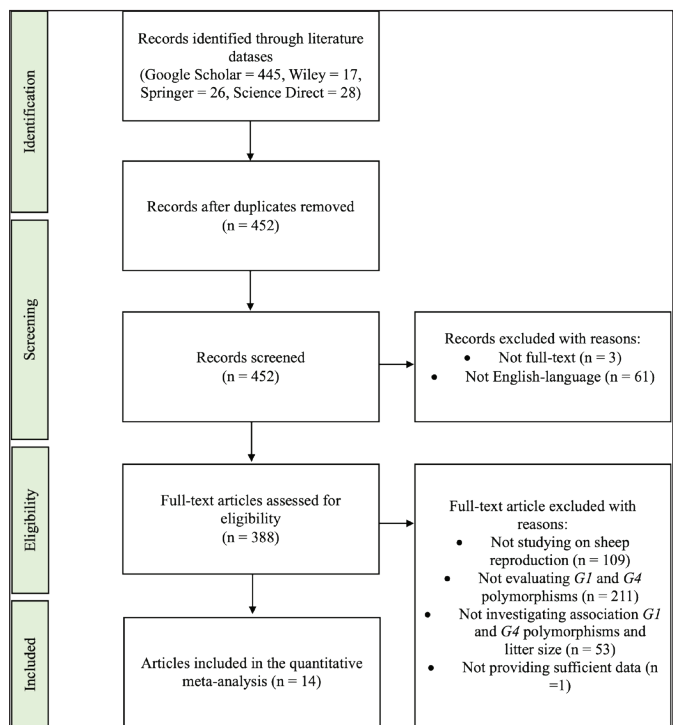 Identification
Records identified through literature
datases
(Google Scholar = 445, Wiley = 17,
Springer = 26, Science Direct = 28)
Records after duplicates removed
(n = 452)
Screening
Records screened
(n = 452)
Records excluded with reasons:
● Not full-text (n = 3)
● Not English-language (n = 61)
Eligibility
Full-text articles assessed for
eligibility
(n = 388)
Full-text article excluded with
reasons:
● Not studying on sheep
reproduction (n = 109)
● Not evaluating G1 and G4
polymorphisms (n = 211)
● Not investigating association G1
and G4 polymorphisms and
litter size
(n = 53)
● Not providing sufficient data (n
=1)
Included
Articles included in the quantitative
meta-analysis (n = 14)